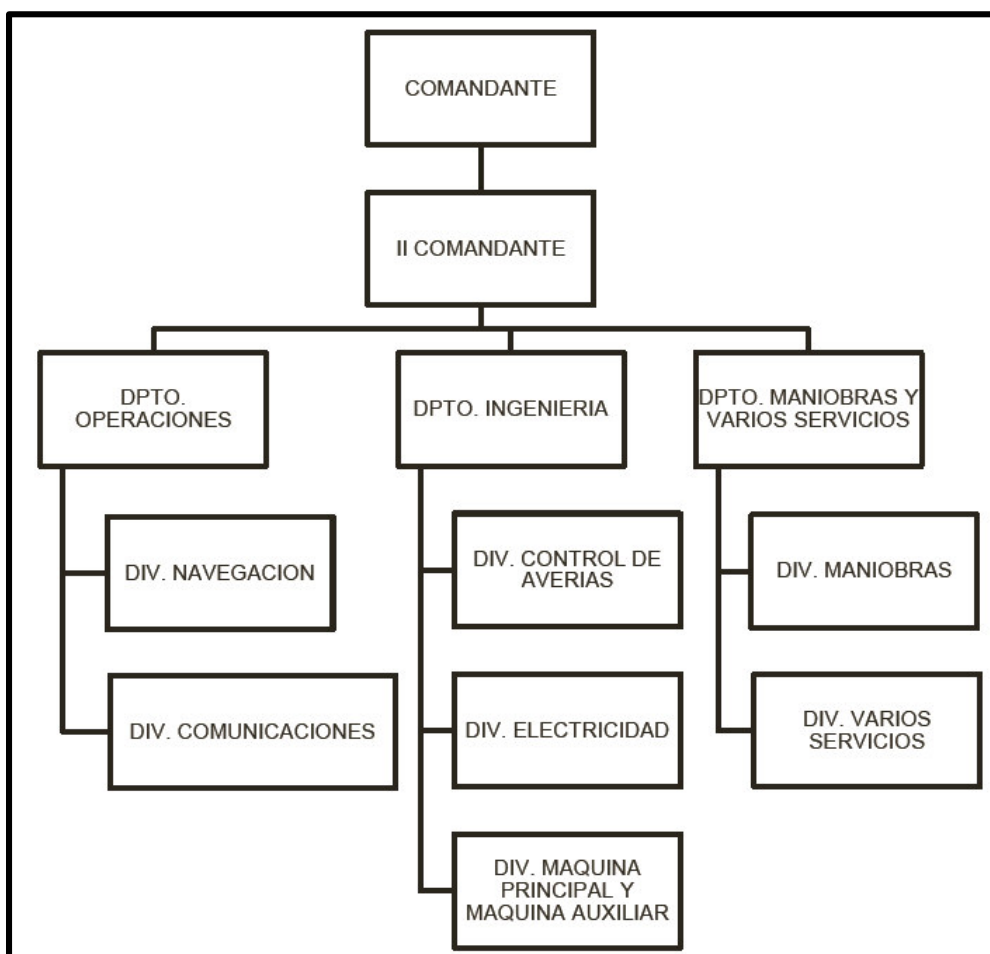 COMANDANTE
II COMANDANTE
DPTO.
OPERACIONES
DPTO. INGENIERIA
DPTO. MANIOBRAS Y
VARIOS SERVICIOS
DIV. NAVEGACION
DIV. COMUNICACIONES
DIV. CONTROL DE
AVERIAS
DIV. ELECTRICIDAD
DIV. MAQUINA
PRINCIPAL Y
MAQUINA AUXILIAR
DIV. MANIOBRAS
DIV. VARIOS
SERVICIOS